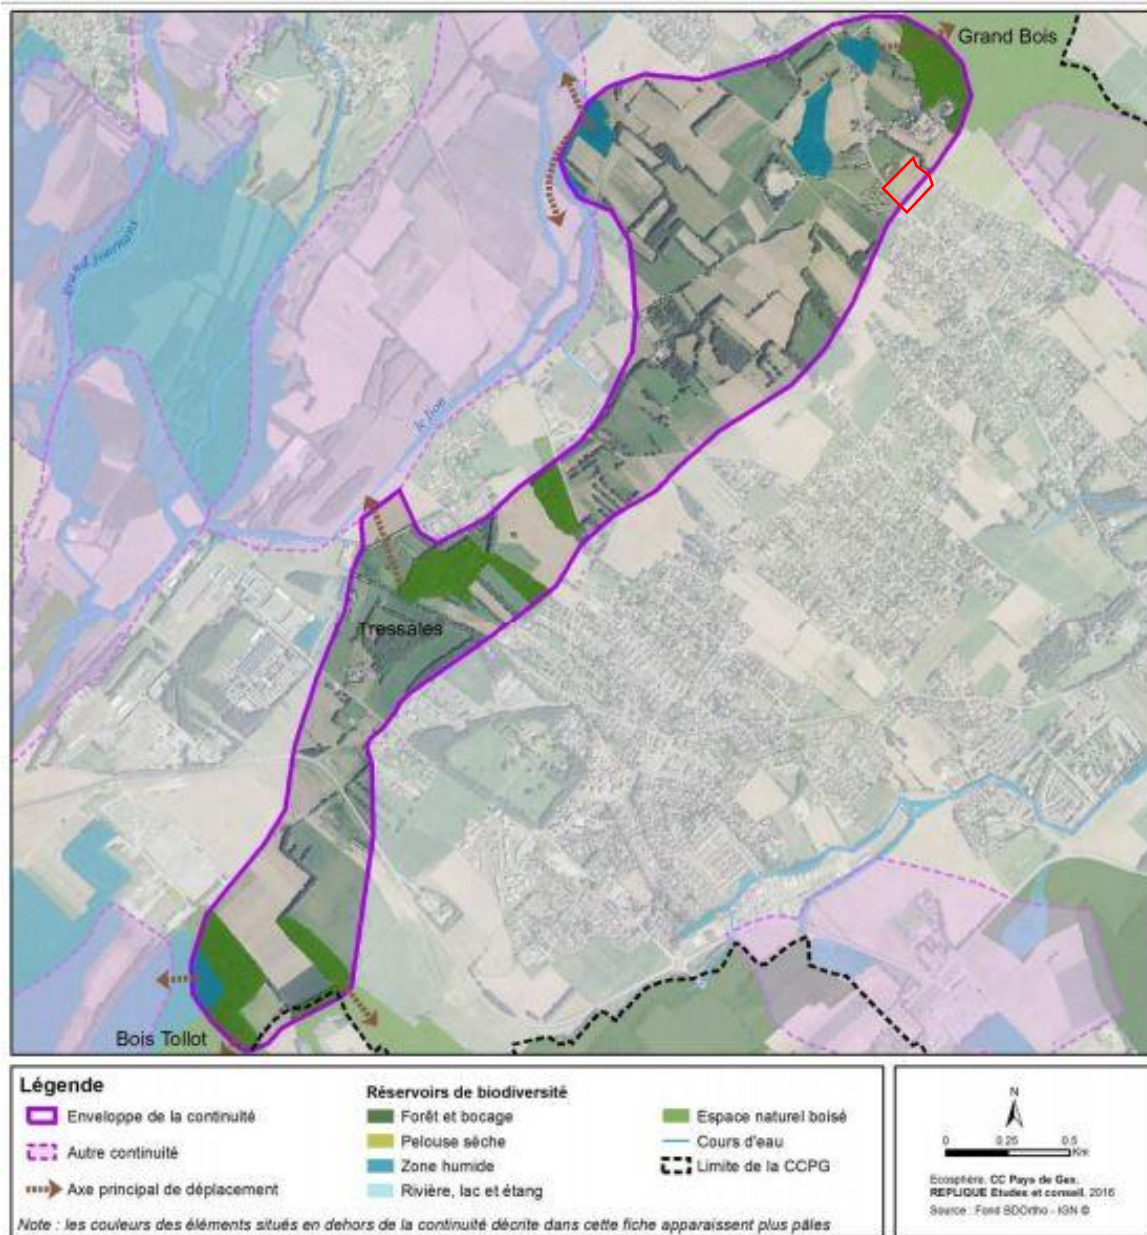 Grand Bois
grand Journans
le lion
Tressales
Bois Tollot
Légende
Enveloppe de la continuité
Autre continuité
Axe principal de déplacement
Réservoirs de biodiversité
Forêt et bocage
Pelouse sèche
Zone humide
Rivière, lac et étang
Espace naturel boisé
Cours d'eau
Limite de la CCPG
Note : les couleurs des éléments situés en dehors de la continuité décrite dans cette fiche apparaissent plus pâles
N
0 0.25 0.5
Km
Ecosphère, CC Pays de Gex,
REPLIQUE Etudes et conseil, 2016
Source : Fond BDOrtho - IGN ©